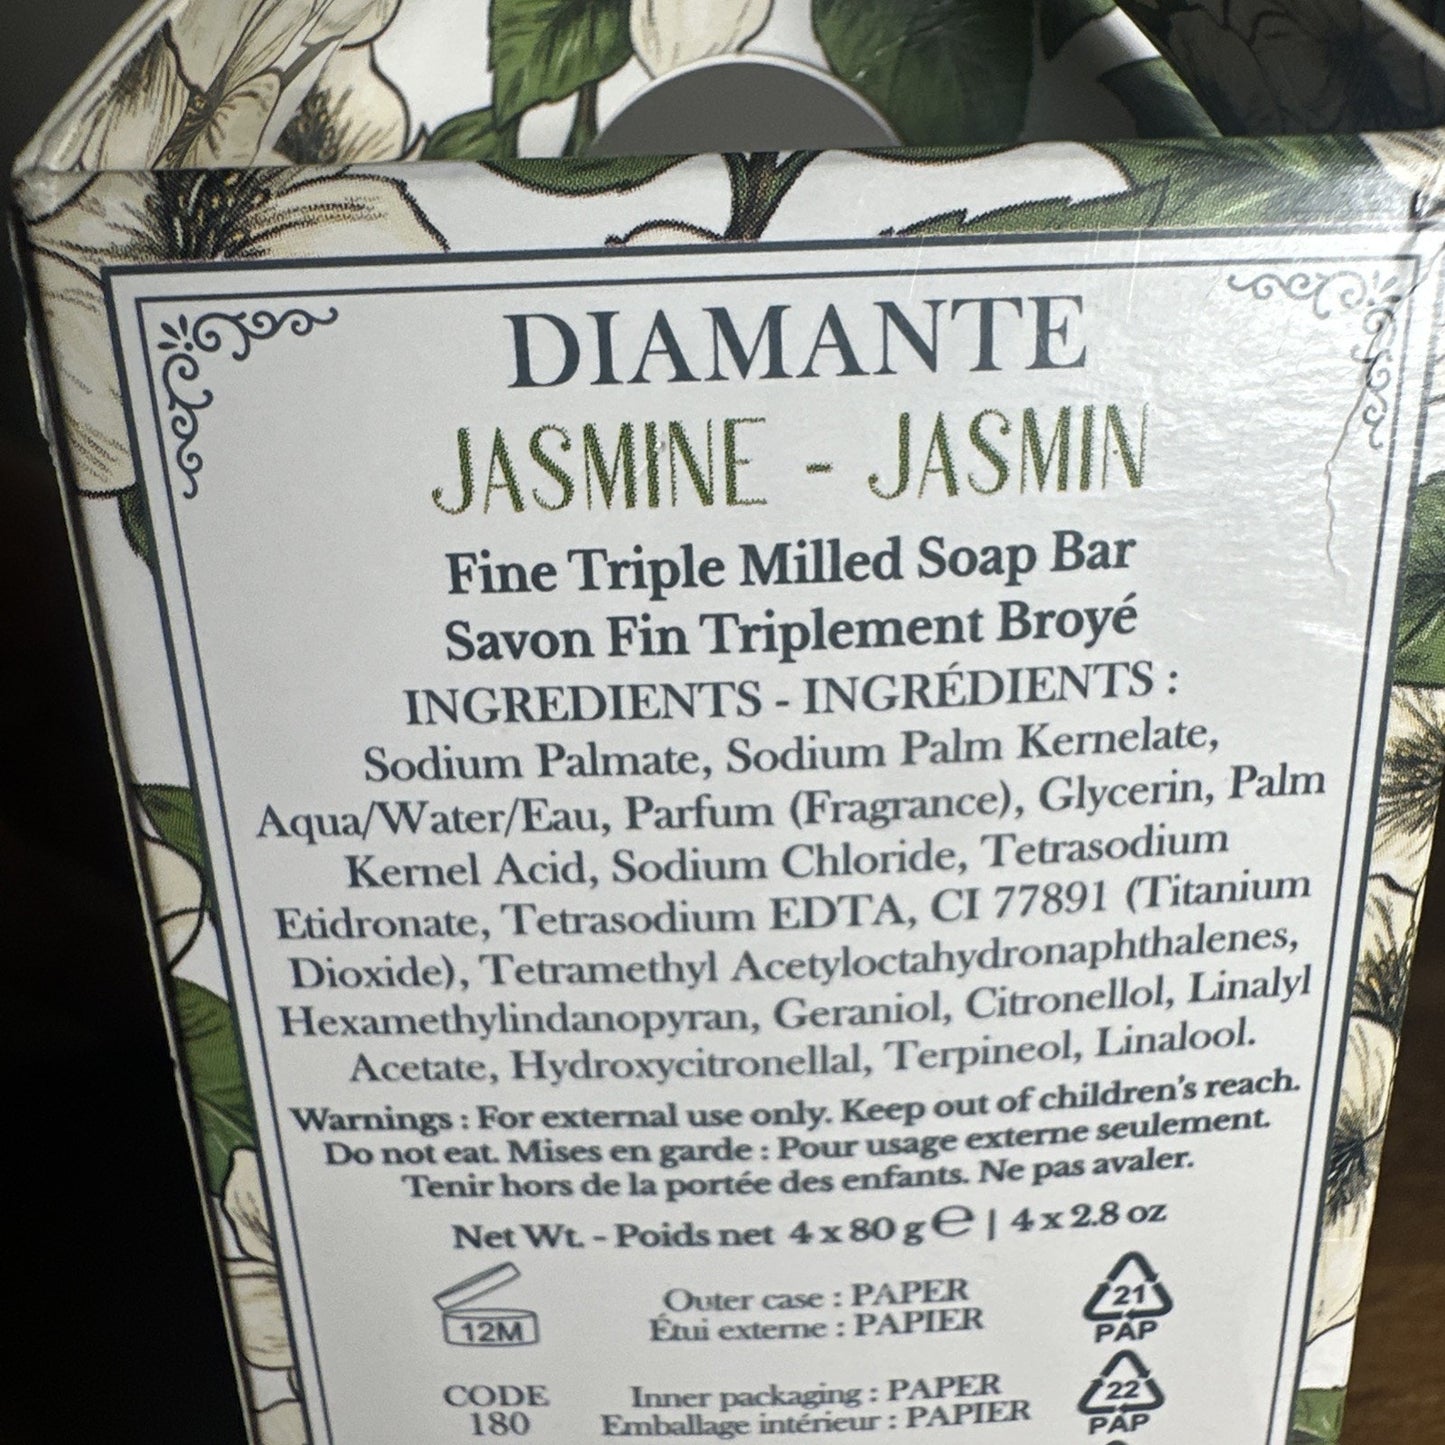 DIAMANTE
JASMINE - JASMIN
Fine Triple Milled Soap Bar
Savon Fin Triplement Broyé
INGREDIENTS - INGRÉDIENTS :
Sodium Palmate, Sodium Palm Kernelate,
Aqua/Water/Eau, Parfum (Fragrance), Glycerin, Palm
Kernel Acid, Sodium Chloride, Tetrasodium
Etidronate, Tetrasodium EDTA, CI 77891 (Titanium
Dioxide), Tetramethyl Acetyloctahydronaphthalenes,
Hexamethylindanopyran, Geraniol, Citronellol, Linalyl
Acetate, Hydroxycitronellal, Terpineol, Linalool.
Warnings : For external use only. Keep out of children's reach.
Do not eat. Mises en garde : Pour usage externe seulement.
Tenir hors de la portée des enfants. Ne pas avaler.
Net Wt. - Poids net 4 x 80 g ℮ | 4 x 2.8 oz
12M
Outer case : PAPER
Étui externe : PAPIER
21
PAP
CODE
180
Inner packaging : PAPER
Emballage intérieur : PAPIER
22
PAP